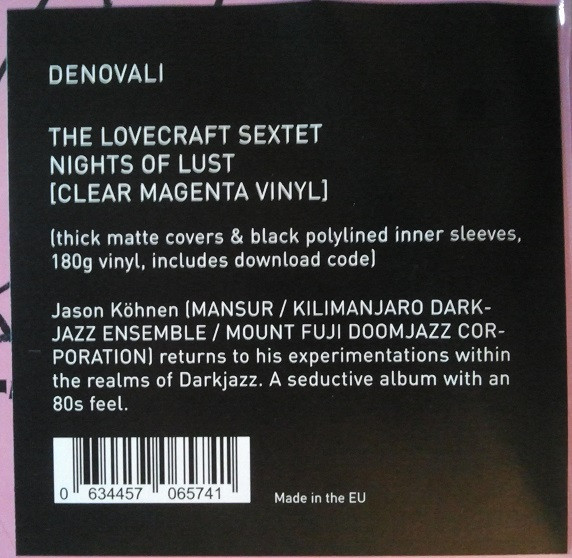 DENOVALI
THE LOVECRAFT SEXTET
NIGHTS OF LUST
[CLEAR MAGENTA VINYL]
(thick matte covers & black polylined inner sleeves,
180g vinyl, includes download code)
Jason Köhnen (MANSUR / KILIMANJARO DARK-
JAZZ ENSEMBLE / MOUNT FUJI DOOMJAZZ COR-
PORATION) returns to his experimentations within
the realms of Darkjazz. A seductive album with an
80s feel.
0 634457 065741
Made in the EU